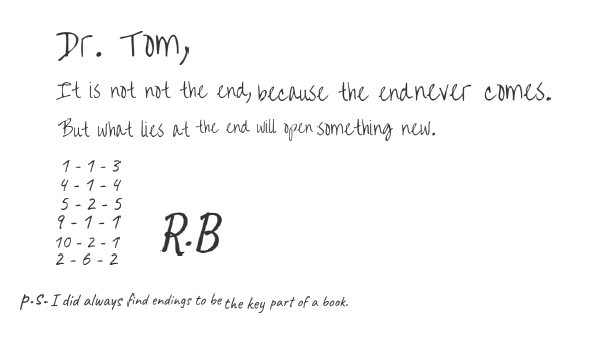 Dr. Tom,
It is not not the end, because the end never comes.
But what lies at the end will open something new.
1 - 1 - 3
4 - 1 - 4
5 - 2 - 5
9 - 1 - 1
10 - 2 - 1
2 - 6 - 2
R.B
p.s- I did always find endings to be the key part of a book.